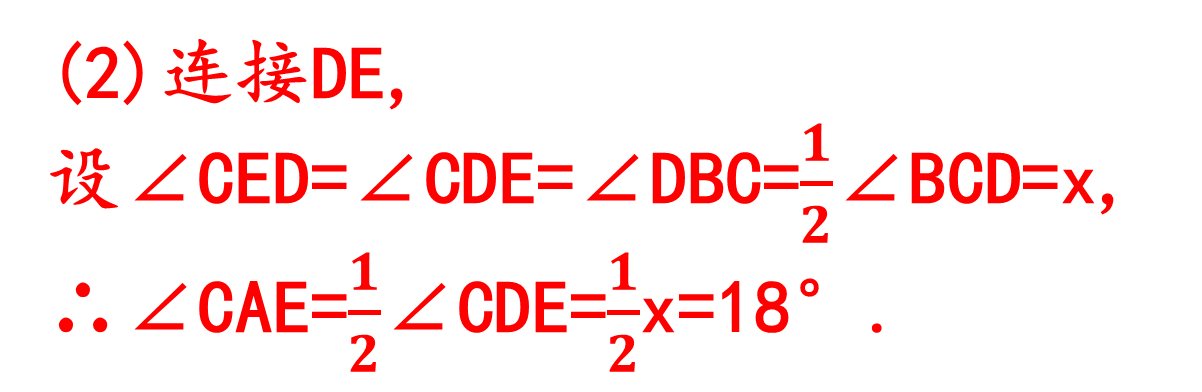 (2)连接DE,
设∠CED=∠CDE=∠DBC=1/2∠BCD=x,
∴∠CAE=1/2∠CDE=1/2x=18°.